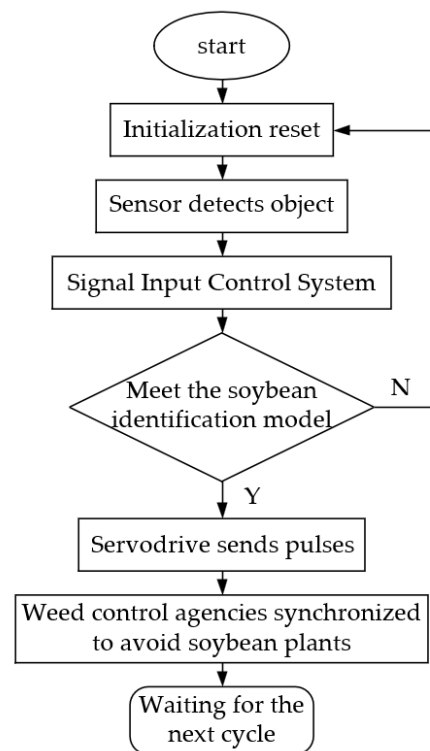 start
Initialization reset
Sensor detects object
Signal Input Control System
Meet the soybean
identification model
N
Y
Servodrive sends pulses
Weed control agencies synchronized
to avoid soybean plants
Waiting for the
next cycle